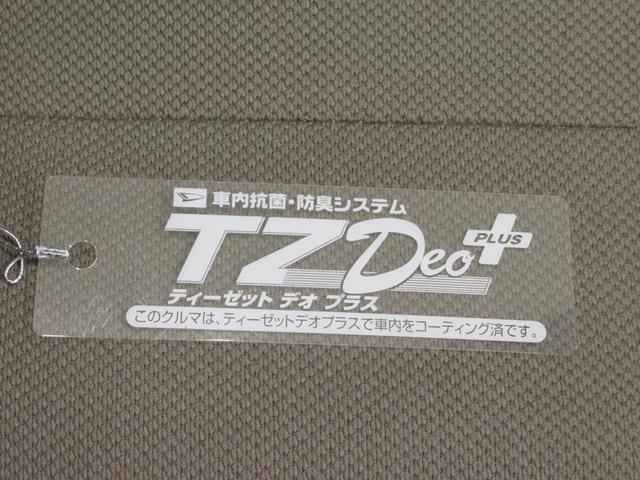 車内抗菌・防臭システム
TZ Deo PLUS
ティーゼット デオ プラス
このクルマは、ティーゼットデオプラスで車内をコーティング済です。